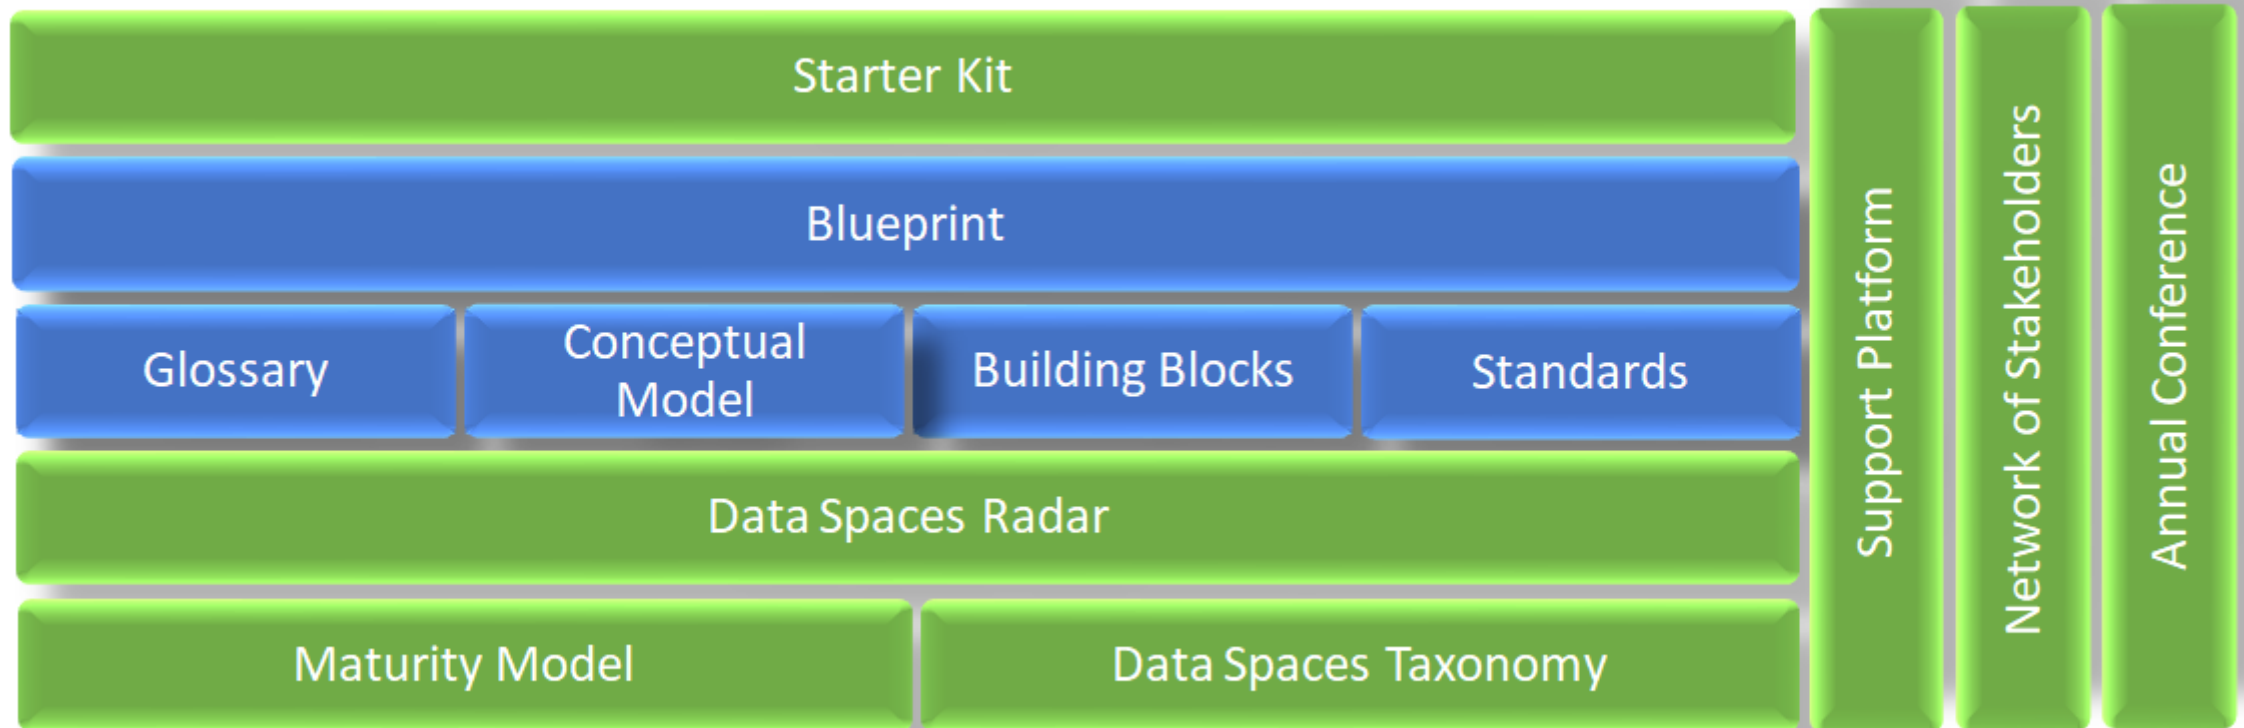 Starter Kit
Blueprint
Glossary
Conceptual
Model
Building Blocks
Standards
Data Spaces Radar
Maturity Model
Data Spaces Taxonomy
Support Platform
Network of Stakeholders
Annual Conference